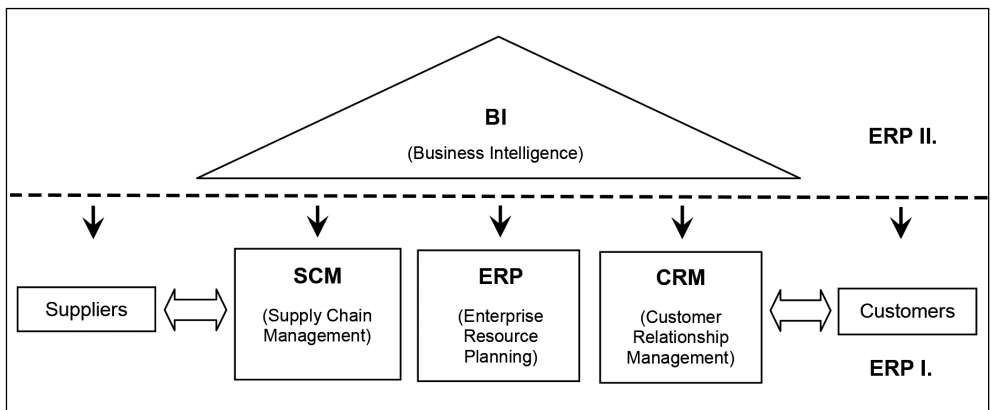 BI
(Business Intelligence)
ERP II.
Suppliers
SCM
(Supply Chain
Management)
ERP
(Enterprise
Resource
Planning)
CRM
(Customer
Relationship
Management)
Customers
ERP I.